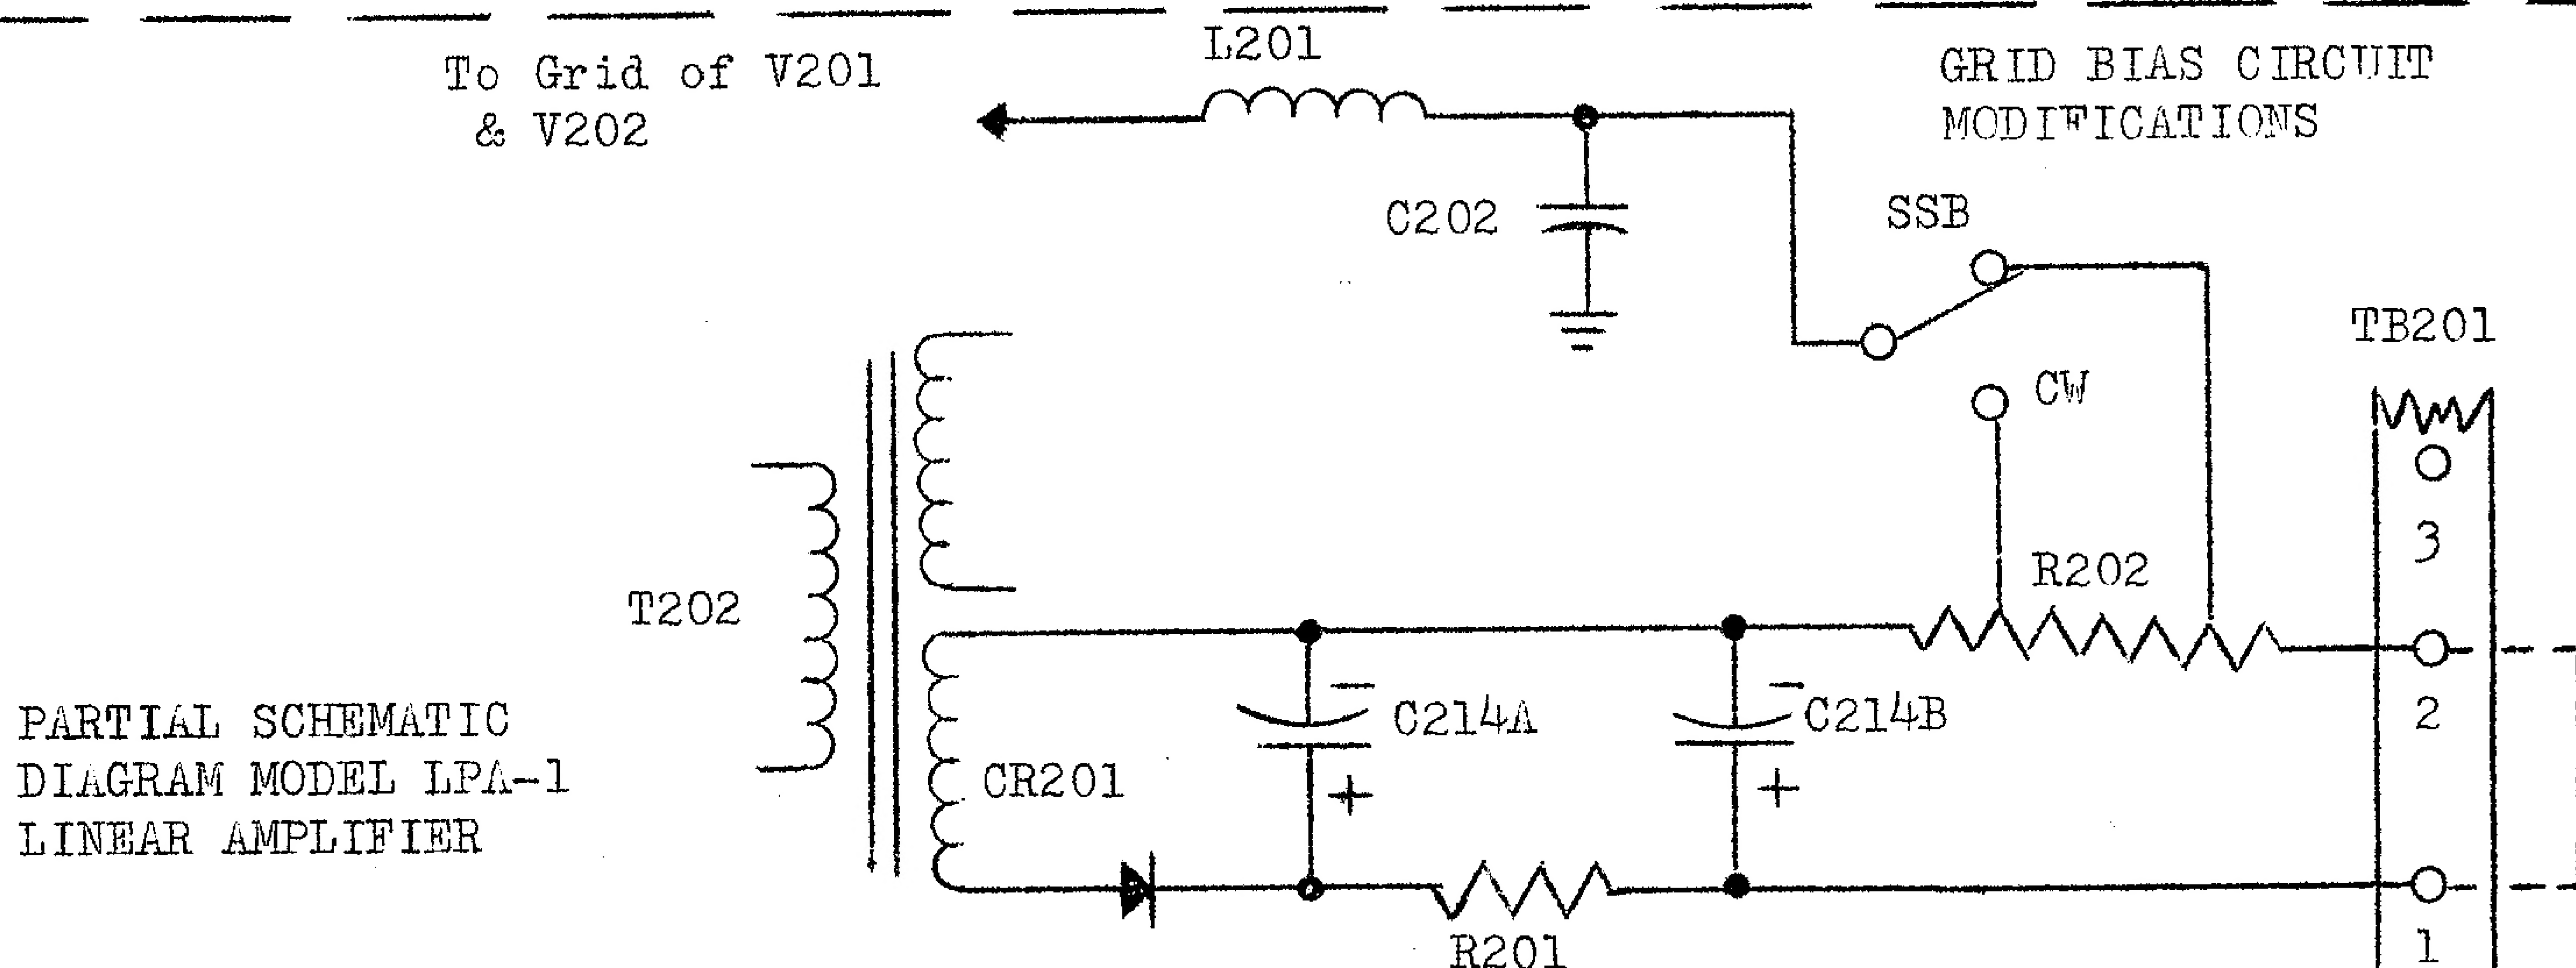 L201
To Grid of V201
& V202
GRID BIAS CIRCUIT
MODIFICATIONS
C202
SSB
TB201
CW
3
R202
T202
2
C214A
C214B
−
−
PARTIAL SCHEMATIC
DIAGRAM MODEL LPA-1
LINEAR AMPLIFIER
CR201
+
+
R201
1